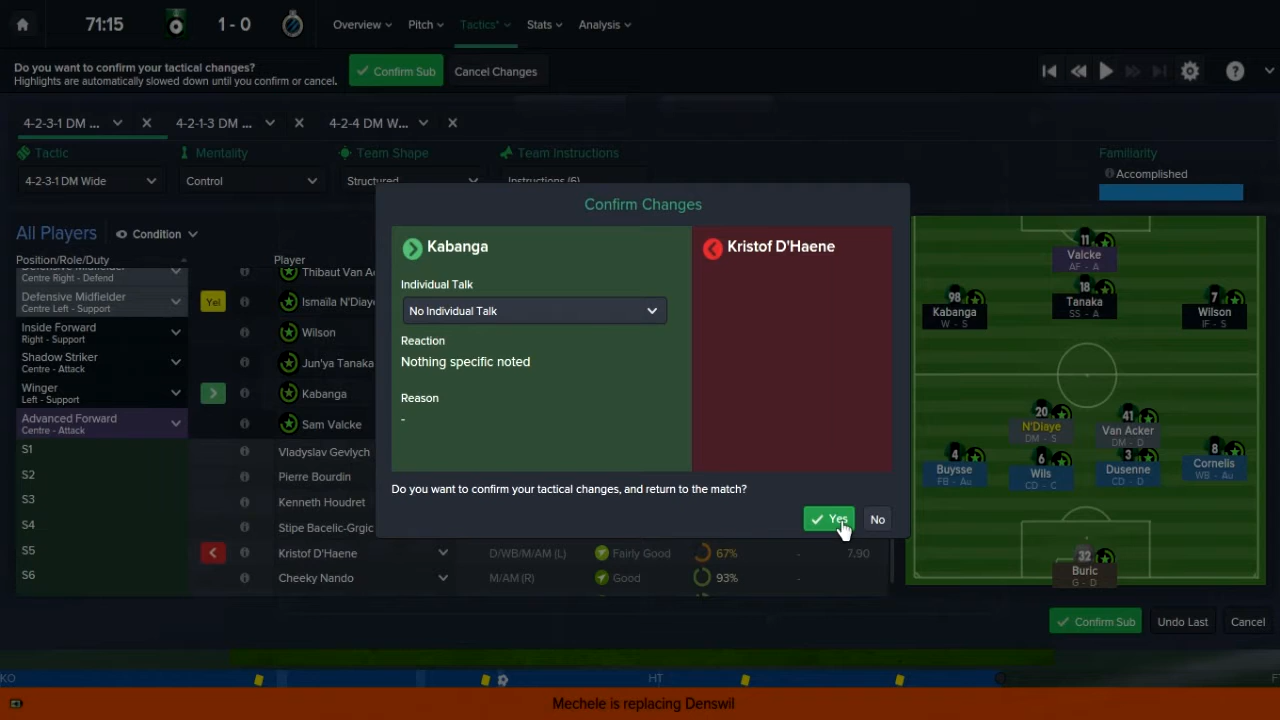 71:15
1 - 0
Overview
Pitch
Tactics*
Stats
Analysis
Do you want to confirm your tactical changes?
Highlights are automatically slowed down until you confirm or cancel.
Confirm Sub
Cancel Changes
4-2-3-1 DM ...
4-2-1-3 DM ...
4-2-4 DM W...
Tactic
Mentality
Team Shape
Team Instructions
Familiarity
4-2-3-1 DM Wide
Control
Structured
Instructions (6)
Accomplished
Confirm Changes
All Players
Condition
Position/Role/Duty
Player
Kabanga
Kristof D'Haene
Individual Talk
No Individual Talk
Reaction
Nothing specific noted
Reason
-
Do you want to confirm your tactical changes, and return to the match?
Yes
No
Defensive Midfielder
Centre Right - Defend
Thibaut Van A
Defensive Midfielder
Centre Left - Support
Yel
Ismaila N'Diaye
Inside Forward
Right - Support
Wilson
Shadow Striker
Centre - Attack
Jun'ya Tanaka
Winger
Left - Support
Kabanga
Advanced Forward
Centre - Attack
Sam Valcke
S1
Vladyslav Gevlych
S2
Pierre Bourdin
S3
Kenneth Houdret
S4
Stipe Bacelic-Grgic
S5
Kristof D'Haene
D/WB/M/AM (L)
Fairly Good
67%
-
7.90
S6
Cheeky Nando
M/AM (R)
Good
93%
-
11
Valcke
AF - A
98
Kabanga
W - S
18
Tanaka
SS - A
7
Wilson
IF - S
20
N'Diaye
DM - S
41
Van Acker
DM - D
4
Buysse
FB - Au
6
Wils
CD - C
3
Dusenne
CD - D
8
Cornelis
WB - Au
32
Buric
G - D
Confirm Sub
Undo Last
Cancel
KO
HT
F
Mechele is replacing Denswil